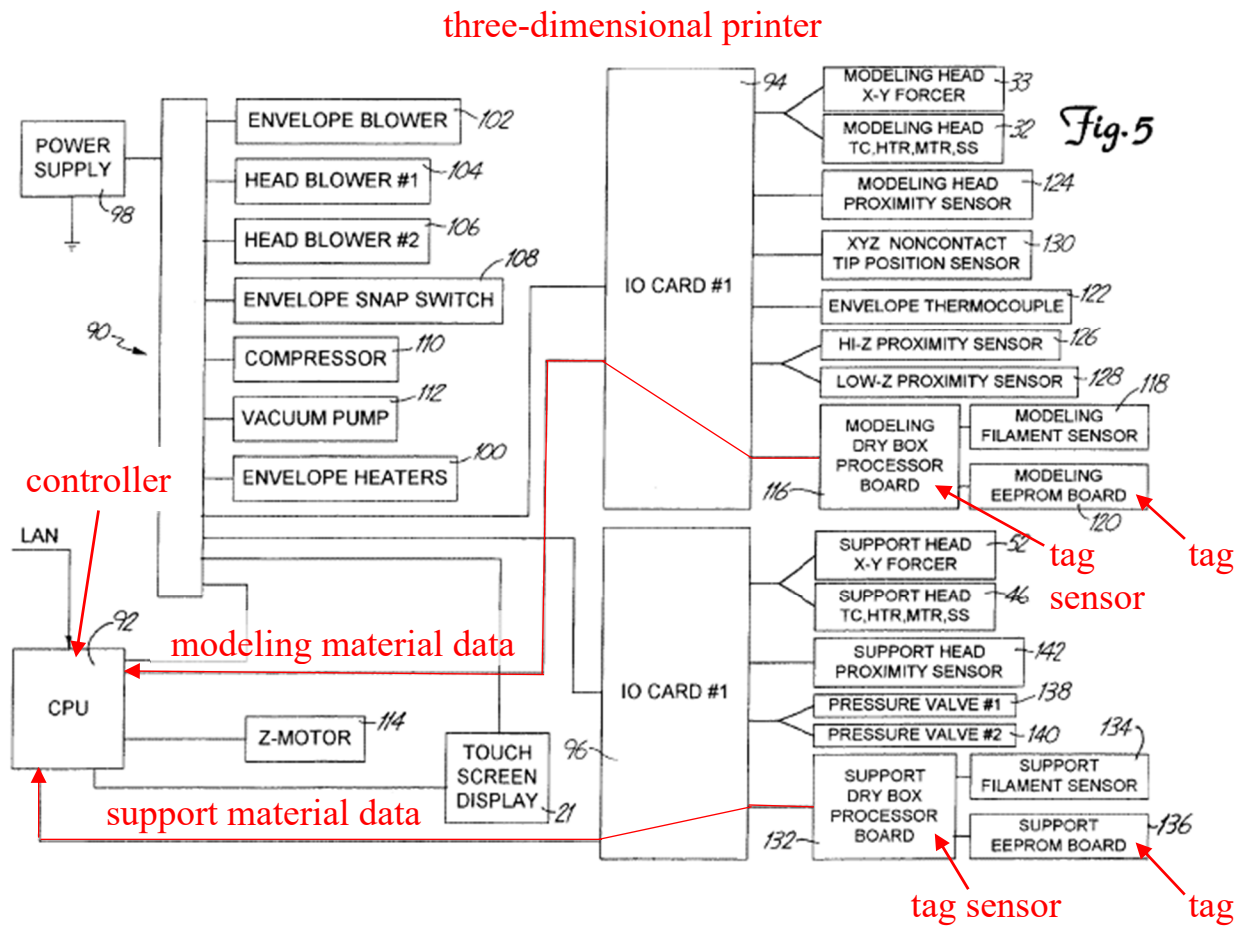 three-dimensional printer
Fig.5
POWER
SUPPLY
98
90
ENVELOPE BLOWER
102
HEAD BLOWER #1
104
HEAD BLOWER #2
106
ENVELOPE SNAP SWITCH
108
COMPRESSOR
110
VACUUM PUMP
112
ENVELOPE HEATERS
100
controller
LAN
92
CPU
modeling material data
Z-MOTOR
114
support material data
TOUCH
SCREEN
DISPLAY
21
94
IO CARD #1
MODELING HEAD
X-Y FORCER
33
MODELING HEAD
TC,HTR,MTR,SS
32
MODELING HEAD
PROXIMITY SENSOR
124
XYZ NONCONTACT
TIP POSITION SENSOR
130
ENVELOPE THERMOCOUPLE
122
HI-Z PROXIMITY SENSOR
126
LOW-Z PROXIMITY SENSOR
128
MODELING
DRY BOX
PROCESSOR
BOARD
116
MODELING
FILAMENT SENSOR
118
MODELING
EEPROM BOARD
120
tag
sensor
tag
IO CARD #1
96
SUPPORT HEAD
X-Y FORCER
52
SUPPORT HEAD
TC,HTR,MTR,SS
46
SUPPORT HEAD
PROXIMITY SENSOR
142
PRESSURE VALVE #1
138
PRESSURE VALVE #2
140
SUPPORT
DRY BOX
PROCESSOR
BOARD
132
SUPPORT
FILAMENT SENSOR
134
SUPPORT
EEPROM BOARD
136
tag sensor
tag